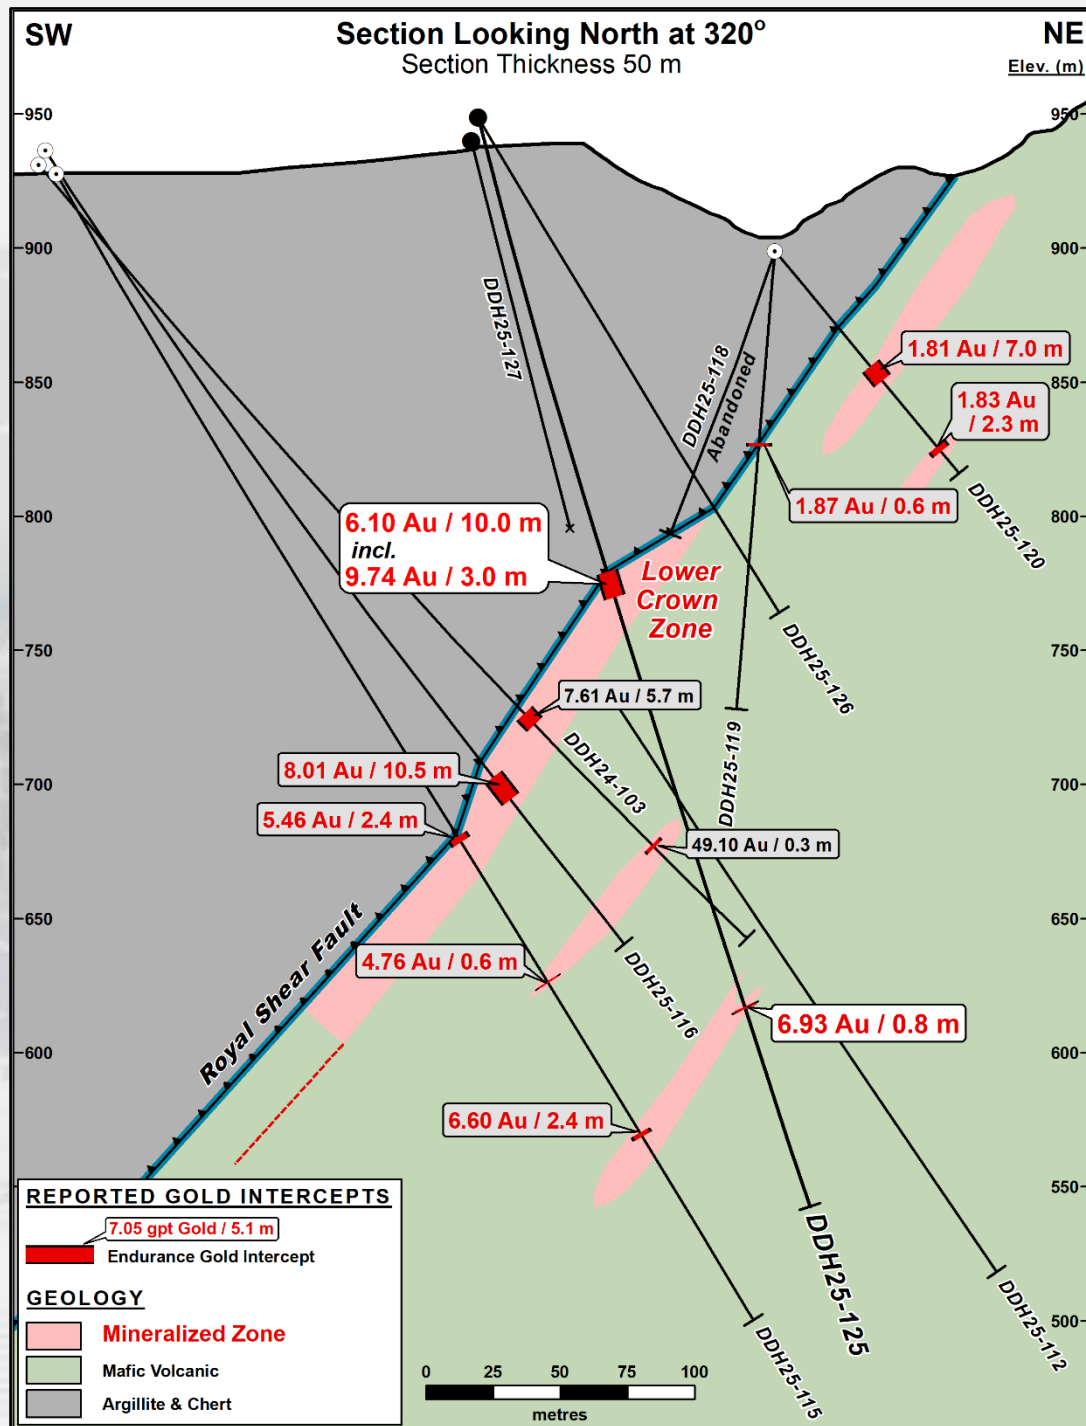 SW
Section Looking North at 320°
NE
Section Thickness 50 m
Elev. (m)
950
950
900
900
850
850
800
800
750
750
700
700
650
650
600
600
550
500
DDH25-127
DDH25-118
Abandoned
1.81 Au / 7.0 m
1.83 Au
/ 2.3 m
1.87 Au / 0.6 m
DDH25-120
6.10 Au / 10.0 m
incl.
9.74 Au / 3.0 m
Lower
Crown
Zone
DDH25-126
7.61 Au / 5.7 m
DDH25-119
DDH24-103
8.01 Au / 10.5 m
5.46 Au / 2.4 m
49.10 Au / 0.3 m
Royal Shear Fault
4.76 Au / 0.6 m
DDH25-116
6.93 Au / 0.8 m
6.60 Au / 2.4 m
DDH25-125
DDH25-112
DDH25-115
REPORTED GOLD INTERCEPTS
7.05 gpt Gold / 5.1 m
Endurance Gold Intercept
GEOLOGY
Mineralized Zone
Mafic Volcanic
Argillite & Chert
0 25 50 75 100
metres